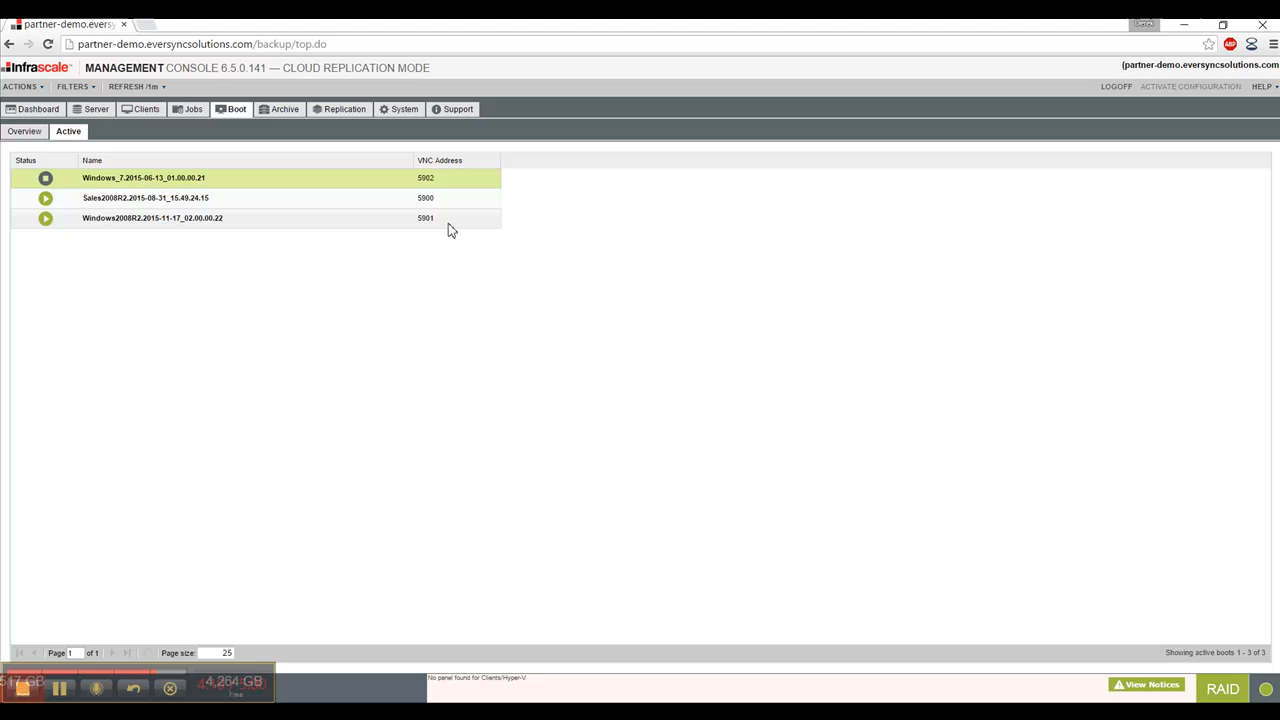 partner-demo.eversy
Derek
partner-demo.eversyncsolutions.com/backup/top.do
ABP
Infrascale MANAGEMENT CONSOLE 6.5.0.141 — CLOUD REPLICATION MODE
(partner-demo.eversyncsolutions.com
ACTIONS FILTERS REFRESH /1m
LOGOFF ACTIVATE CONFIGURATION HELP
Dashboard Server Clients Jobs Boot Archive Replication System Support
Overview Active
Status Name VNC Address
Windows_7.2015-06-13_01.00.00.21 5902
Sales2008R2.2015-08-31_15.49.24.15 5900
Windows2008R2.2015-11-17_02.00.00.22 5901
Page 1 of 1 Page size: 25
Showing active boots 1 - 3 of 3
517 GB 4,264 GB
No panel found for Clients/Hyper-V
View Notices
RAID